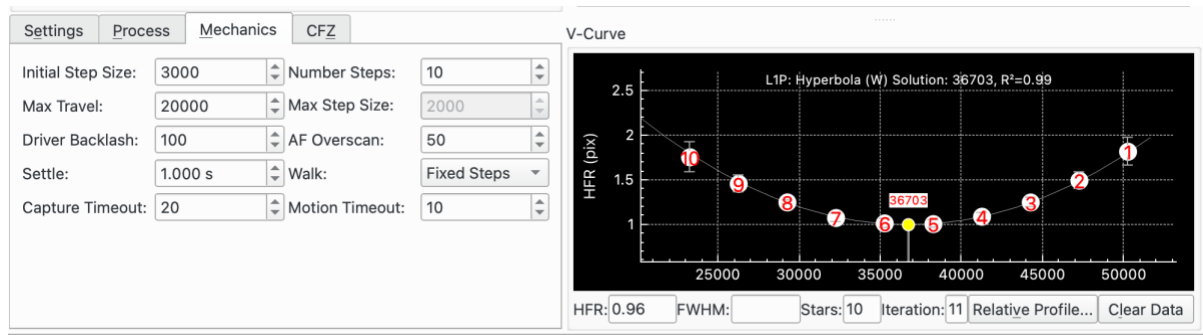 Settings Process Mechanics CFZ
Initial Step Size: 3000 Number Steps: 10
Max Travel: 20000 Max Step Size: 2000
Driver Backlash: 100 AF Overscan: 50
Settle: 1.000 s Walk: Fixed Steps
Capture Timeout: 20 Motion Timeout: 10
V-Curve
L1P: Hyperbola (W) Solution: 36703, R²=0.99
HFR (pix)
2.5
2
1.5
1
10 9 8 7 6 36703 5 4 3 2 1
25000 30000 35000 40000 45000 50000
HFR: 0.96 FWHM: Stars: 10 Iteration: 11 Relative Profile... Clear Data